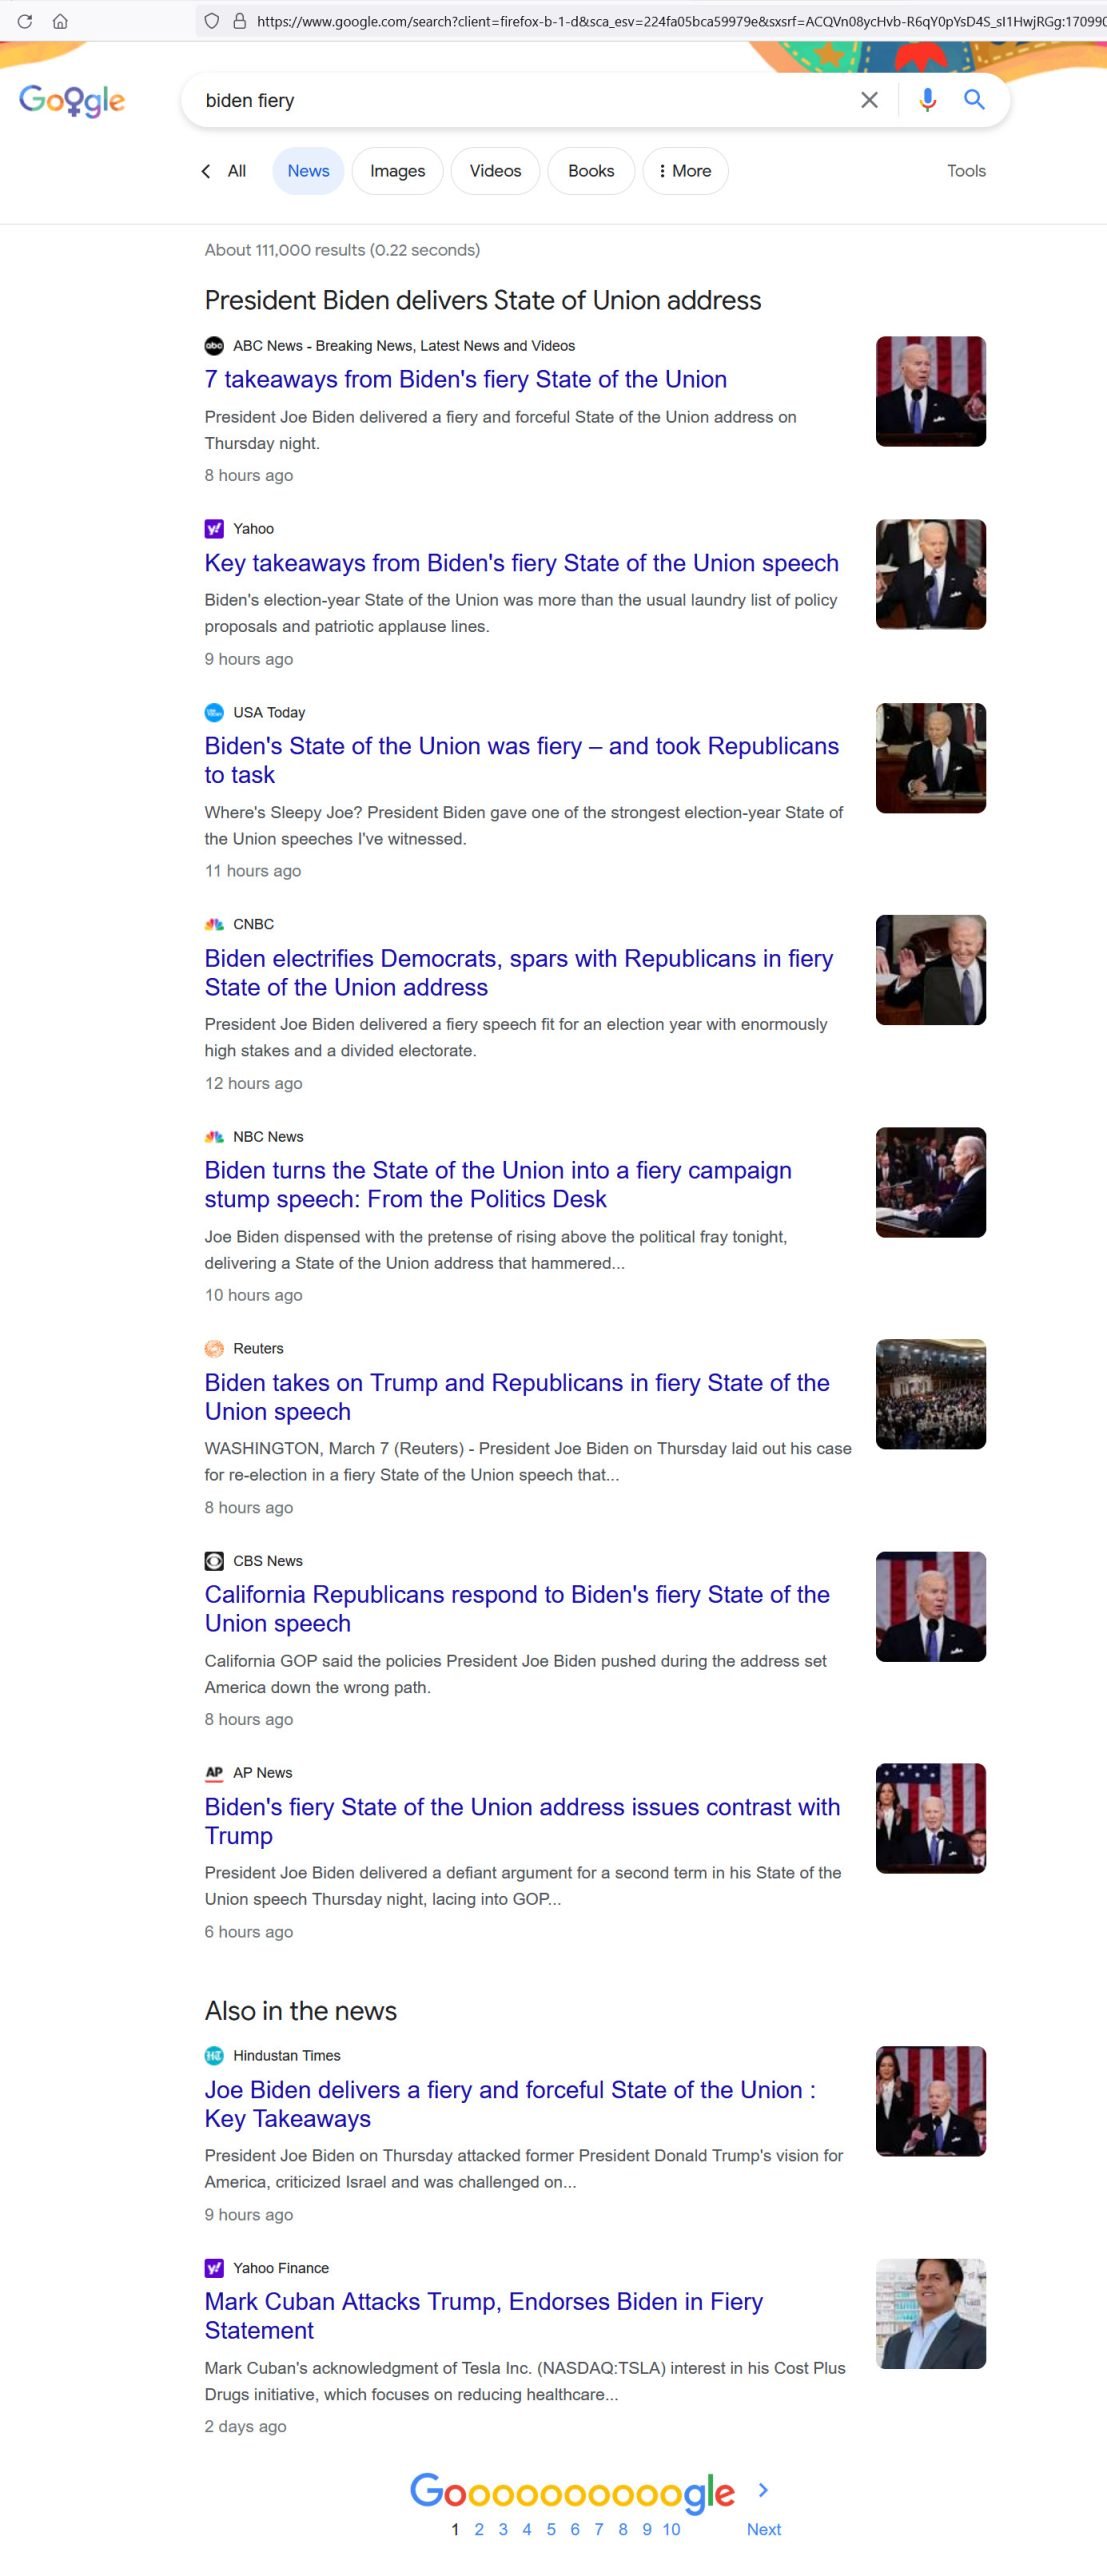 https://www.google.com/search?client=firefox-b-1-d&sca_esv=224fa05bca59979e&sxsrf=ACQVn08ycHvb-R6qY0pYsD4S_sI1HwjRGg:170990
Google
biden fiery
All
News
Images
Videos
Books
More
Tools
About 111,000 results (0.22 seconds)
President Biden delivers State of Union address
abc ABC News - Breaking News, Latest News and Videos
7 takeaways from Biden's fiery State of the Union
President Joe Biden delivered a fiery and forceful State of the Union address on
Thursday night.
8 hours ago
y! Yahoo
Key takeaways from Biden's fiery State of the Union speech
Biden's election-year State of the Union was more than the usual laundry list of policy
proposals and patriotic applause lines.
9 hours ago
USA Today
Biden's State of the Union was fiery – and took Republicans
to task
Where's Sleepy Joe? President Biden gave one of the strongest election-year State of
the Union speeches I've witnessed.
11 hours ago
CNBC
Biden electrifies Democrats, spars with Republicans in fiery
State of the Union address
President Joe Biden delivered a fiery speech fit for an election year with enormously
high stakes and a divided electorate.
12 hours ago
NBC News
Biden turns the State of the Union into a fiery campaign
stump speech: From the Politics Desk
Joe Biden dispensed with the pretense of rising above the political fray tonight,
delivering a State of the Union address that hammered...
10 hours ago
Reuters
Biden takes on Trump and Republicans in fiery State of the
Union speech
WASHINGTON, March 7 (Reuters) - President Joe Biden on Thursday laid out his case
for re-election in a fiery State of the Union speech that...
8 hours ago
CBS News
California Republicans respond to Biden's fiery State of the
Union speech
California GOP said the policies President Joe Biden pushed during the address set
America down the wrong path.
8 hours ago
AP AP News
Biden's fiery State of the Union address issues contrast with
Trump
President Joe Biden delivered a defiant argument for a second term in his State of the
Union speech Thursday night, lacing into GOP...
6 hours ago
Also in the news
HT Hindustan Times
Joe Biden delivers a fiery and forceful State of the Union :
Key Takeaways
President Joe Biden on Thursday attacked former President Donald Trump's vision for
America, criticized Israel and was challenged on...
9 hours ago
y! Yahoo Finance
Mark Cuban Attacks Trump, Endorses Biden in Fiery
Statement
Mark Cuban's acknowledgment of Tesla Inc. (NASDAQ:TSLA) interest in his Cost Plus
Drugs initiative, which focuses on reducing healthcare...
2 days ago
Goooooooooogle
1 2 3 4 5 6 7 8 9 10 Next